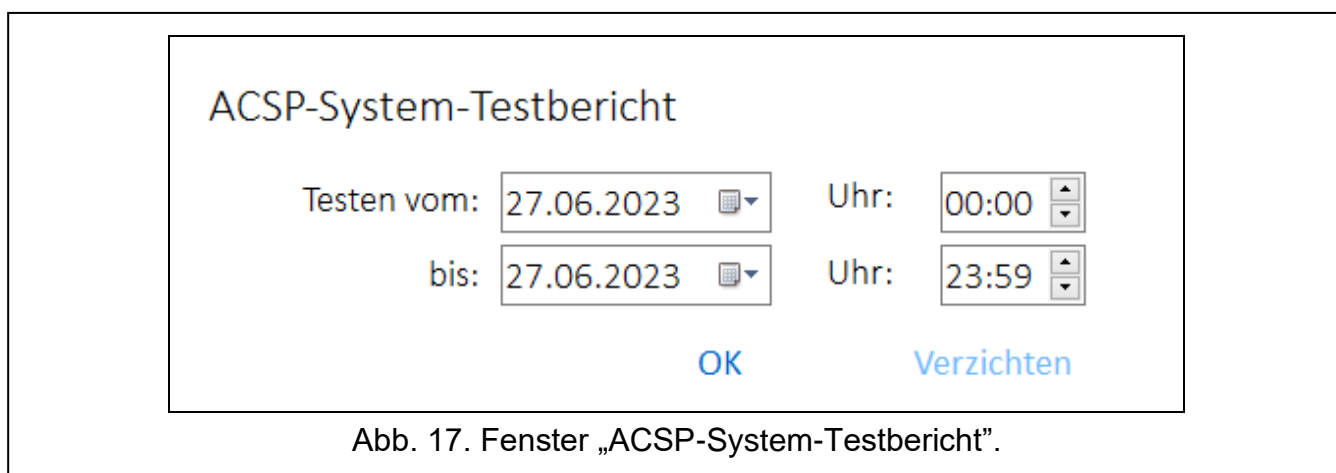 ACSP-System-Testbericht
Testen vom: 27.06.2023 Uhr: 00:00
bis: 27.06.2023 Uhr: 23:59
OK Verzichten
Abb. 17. Fenster „ACSP-System-Testbericht”.